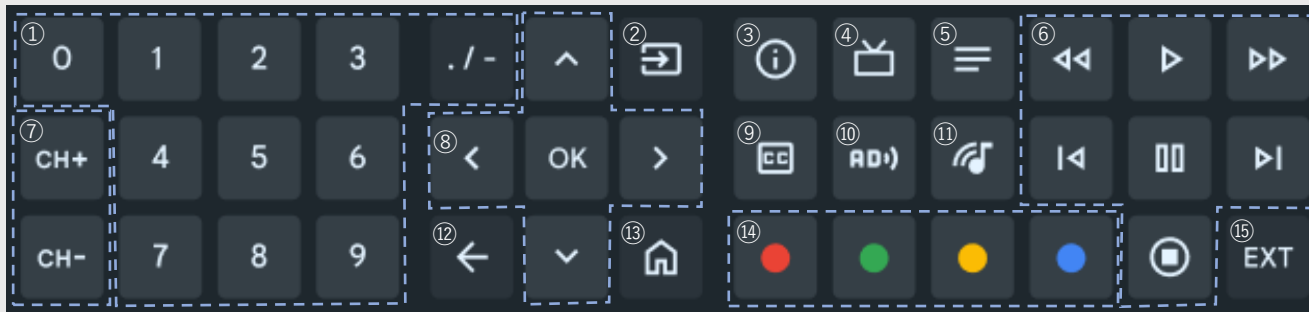 ① 0 1 2 3 . / - ② ③ ④ ⑤ ⑥
⑦ CH+ 4 5 6 ⑧ OK ⑨ CC ⑩ AD ⑪
CH- 7 8 9 ⑫ ⑬ ⑭ ⑮ EXT